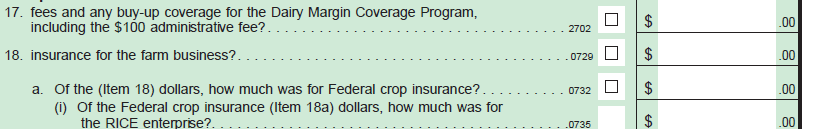 17. fees and any buy-up coverage for the Dairy Margin Coverage Program,
including the $100 administrative fee?. . . . . . . . . . . . . . . . . . . . . . . . . . . . . . . . . . . . . . . 2702 $ .00
18. insurance for the farm business?. . . . . . . . . . . . . . . . . . . . . . . . . . . . . . . . . . . . . . . . . . . .0729 $ .00
a. Of the (Item 18) dollars, how much was for Federal crop insurance?. . . . . . . . . . . 0732 $ .00
(i) Of the Federal crop insurance (Item 18a) dollars, how much was for
the RICE enterprise?. . . . . . . . . . . . . . . . . . . . . . . . . . . . . . . . . . . . . . . . . . . . . .0735 $ .00